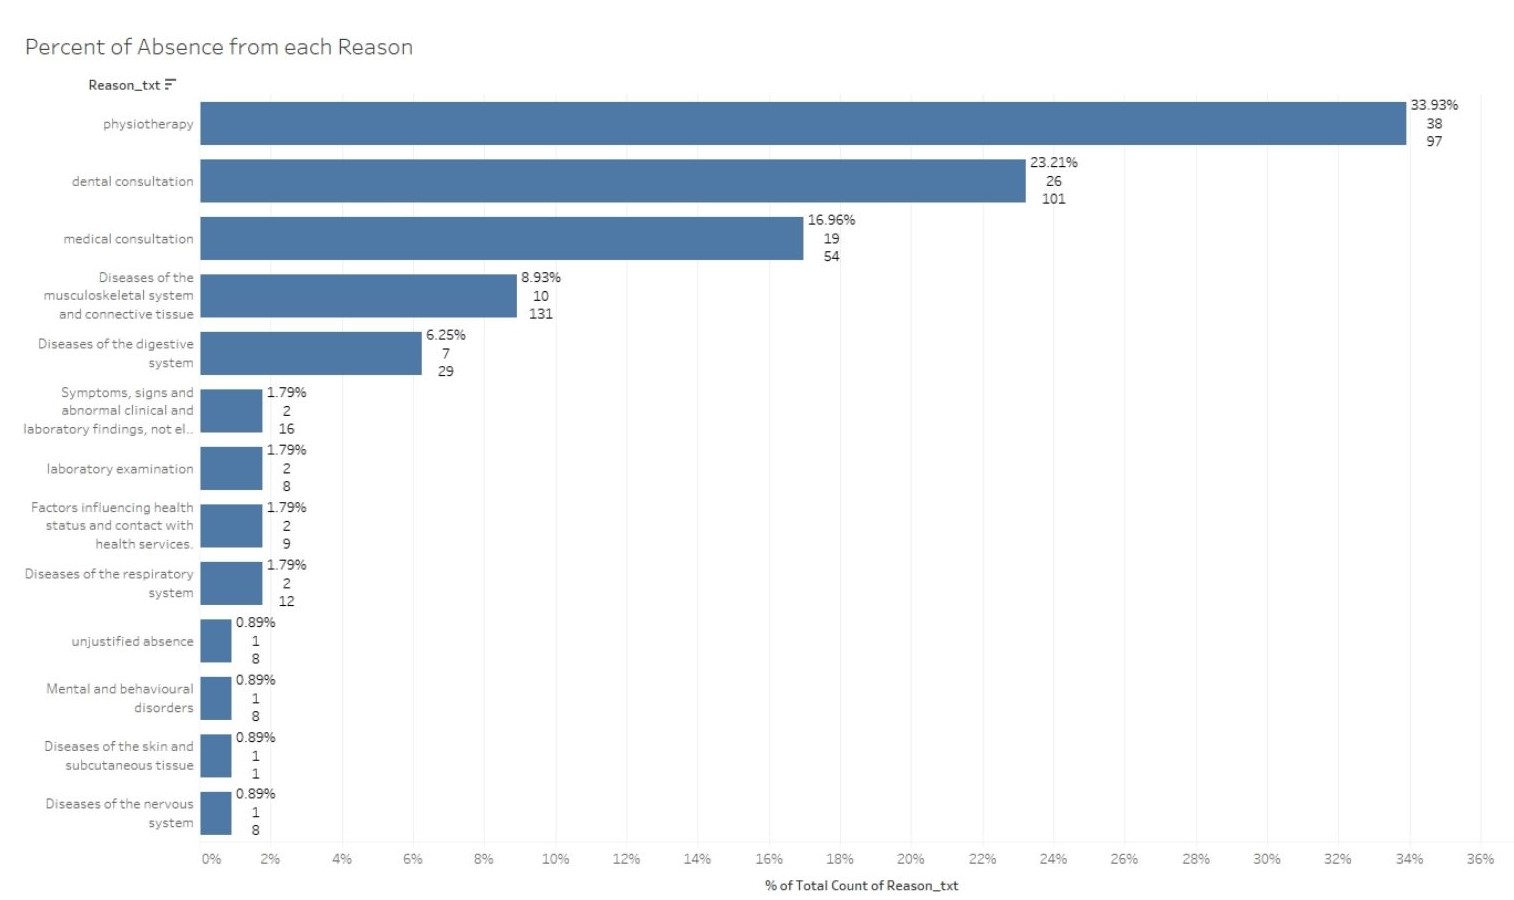 Percent of Absence from each Reason
Reason_txt
physiotherapy
33.93%
38
97
dental consultation
23.21%
26
101
medical consultation
16.96%
19
54
Diseases of the
musculoskeletal system
and connective tissue
8.93%
10
131
Diseases of the digestive
system
6.25%
7
29
Symptoms, signs and
abnormal clinical and
laboratory findings, not el..
1.79%
2
16
laboratory examination
1.79%
2
8
Factors influencing health
status and contact with
health services.
1.79%
2
9
Diseases of the respiratory
system
1.79%
2
12
unjustified absence
0.89%
1
8
Mental and behavioural
disorders
0.89%
1
8
Diseases of the skin and
subcutaneous tissue
0.89%
1
1
Diseases of the nervous
system
0.89%
1
8
0% 2% 4% 6% 8% 10% 12% 14% 16% 18% 20% 22% 24% 26% 28% 30% 32% 34% 36%
% of Total Count of Reason_txt